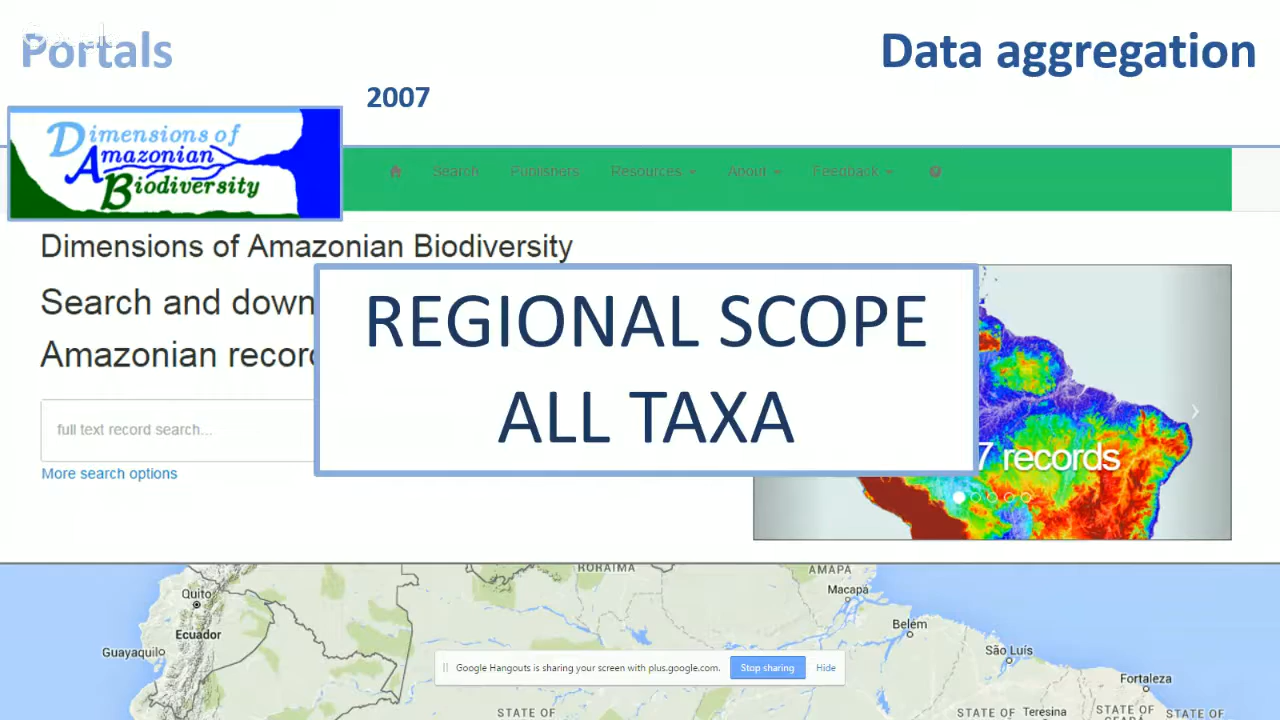 Portals
Data aggregation
2007
Dimensions of
Amazonian
Biodiversity
Search Publishers Resources About Feedback
Dimensions of Amazonian Biodiversity
Search and down
Amazonian recor
REGIONAL SCOPE
ALL TAXA
full text record search...
More search options
7 records
RORAIMA
AMAPA
Quito
Macapá
Ecuador
Belém
Guayaquil
São Luís
Google Hangouts is sharing your screen with plus.google.com. Stop sharing Hide
Fortaleza
STATE OF
STATE OF Teresina
STATE OF
STATE OF